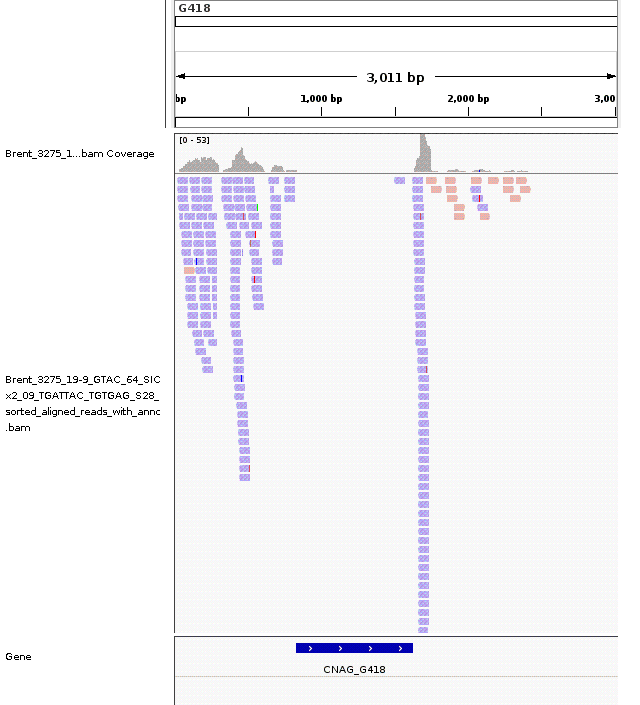 G418
3,011 bp
bp
1,000 bp
2,000 bp
3,00
[0 - 53]
Brent_3275_1...bam Coverage
Brent_3275_19-9_GTAC_64_SIC
x2_09_TGATTAC_TGTGAG_S28_
sorted_aligned_reads_with_annc
.bam
Gene
CNAG_G418